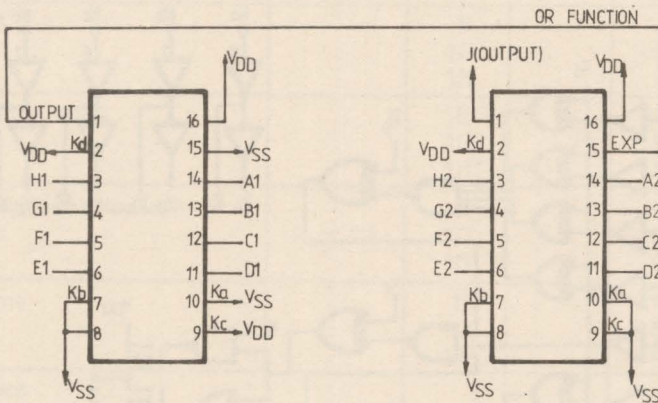 OR FUNCTION
OUTPUT
VDD
J(OUTPUT)
VDD
1 16
1 16
VDD Kd 2 15 VSS
VDD Kd 2 15 EXP
H1 3 14 A1
H2 3 14 A2
G1 4 13 B1
G2 4 13 B2
F1 5 12 C1
F2 5 12 C2
E1 6 11 D1
E2 6 11 D2
Kb 7 10 Ka VSS
Kb 7 10 Ka
8 9 Kc VDD
8 9 Kc
VSS
VSS
VSS